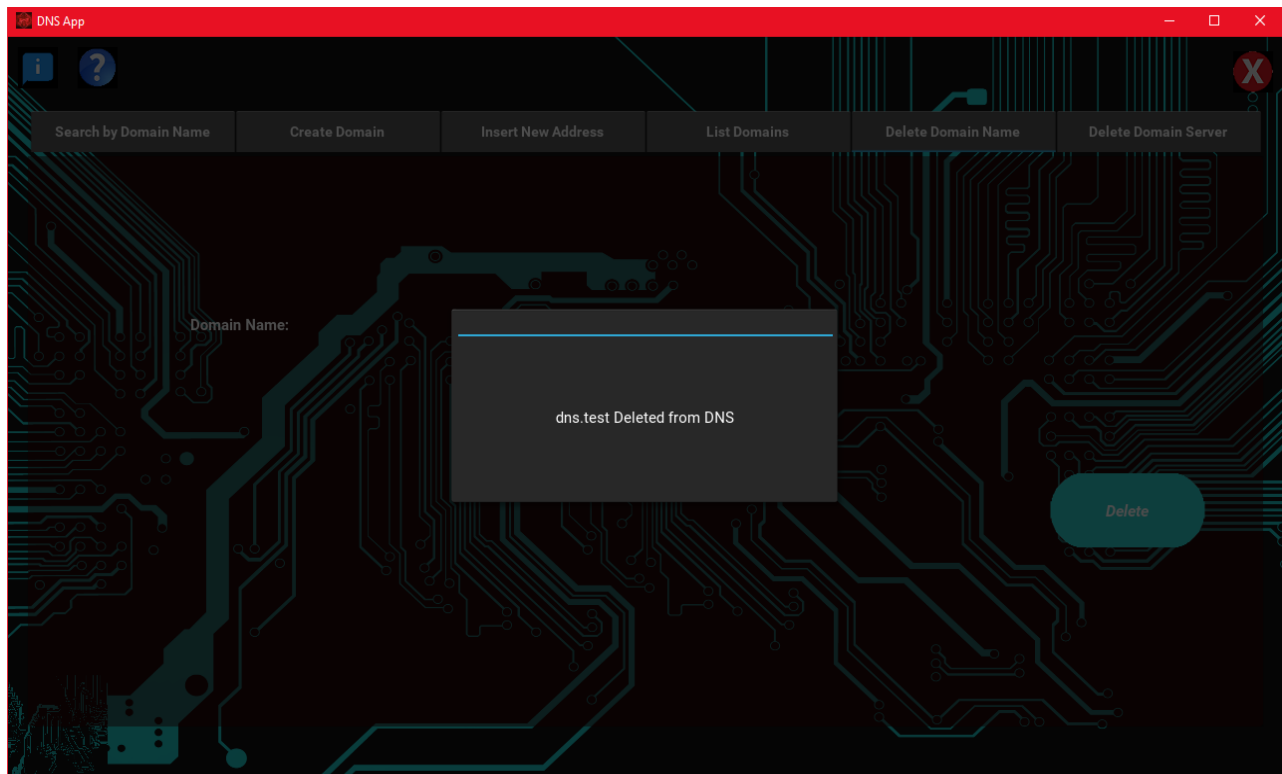 DNS App
i
?
X
Search by Domain Name
Create Domain
Insert New Address
List Domains
Delete Domain Name
Delete Domain Server
Domain Name:
dns.test Deleted from DNS
Delete